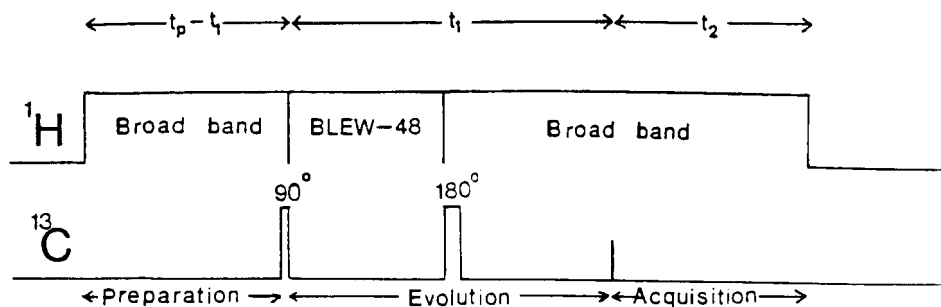 tp – t1 t1 t2
1H Broad band BLEW-48 Broad band
90° 180°
13C
Preparation Evolution Acquisition